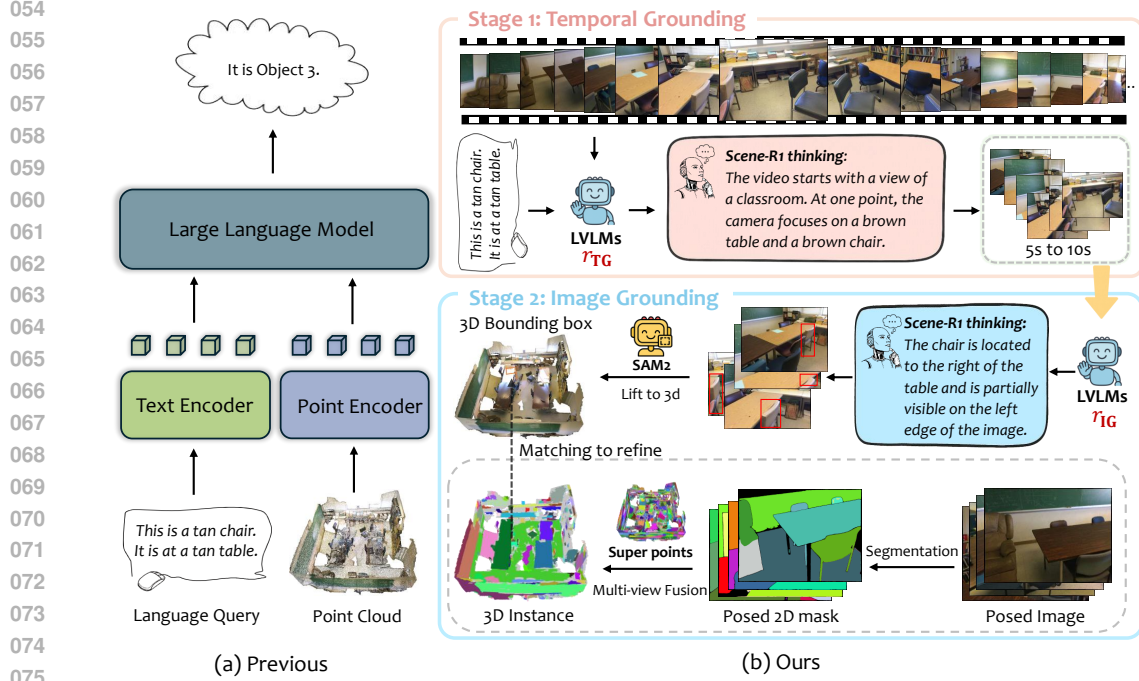 054
055
056
057
058
059
060
061
062
063
064
065
066
067
068
069
070
071
072
073
074
075
It is Object 3.
Large Language Model
Text Encoder
Point Encoder
This is a tan chair.
It is at a tan table.
Language Query
Point Cloud
(a) Previous
Stage 1: Temporal Grounding
..
This is a tan chair.
It is at a tan table.
LVLMs
rTG
Scene-R1 thinking:
The video starts with a view of
a classroom. At one point, the
camera focuses on a brown
table and a brown chair.
5s to 10s
Stage 2: Image Grounding
3D Bounding box
SAM2
Lift to 3d
Scene-R1 thinking:
The chair is located
to the right of the
table and is partially
visible on the left
edge of the image.
LVLMs
rIG
Matching to refine
Super points
Multi-view Fusion
Segmentation
3D Instance
Posed 2D mask
Posed Image
(b) Ours